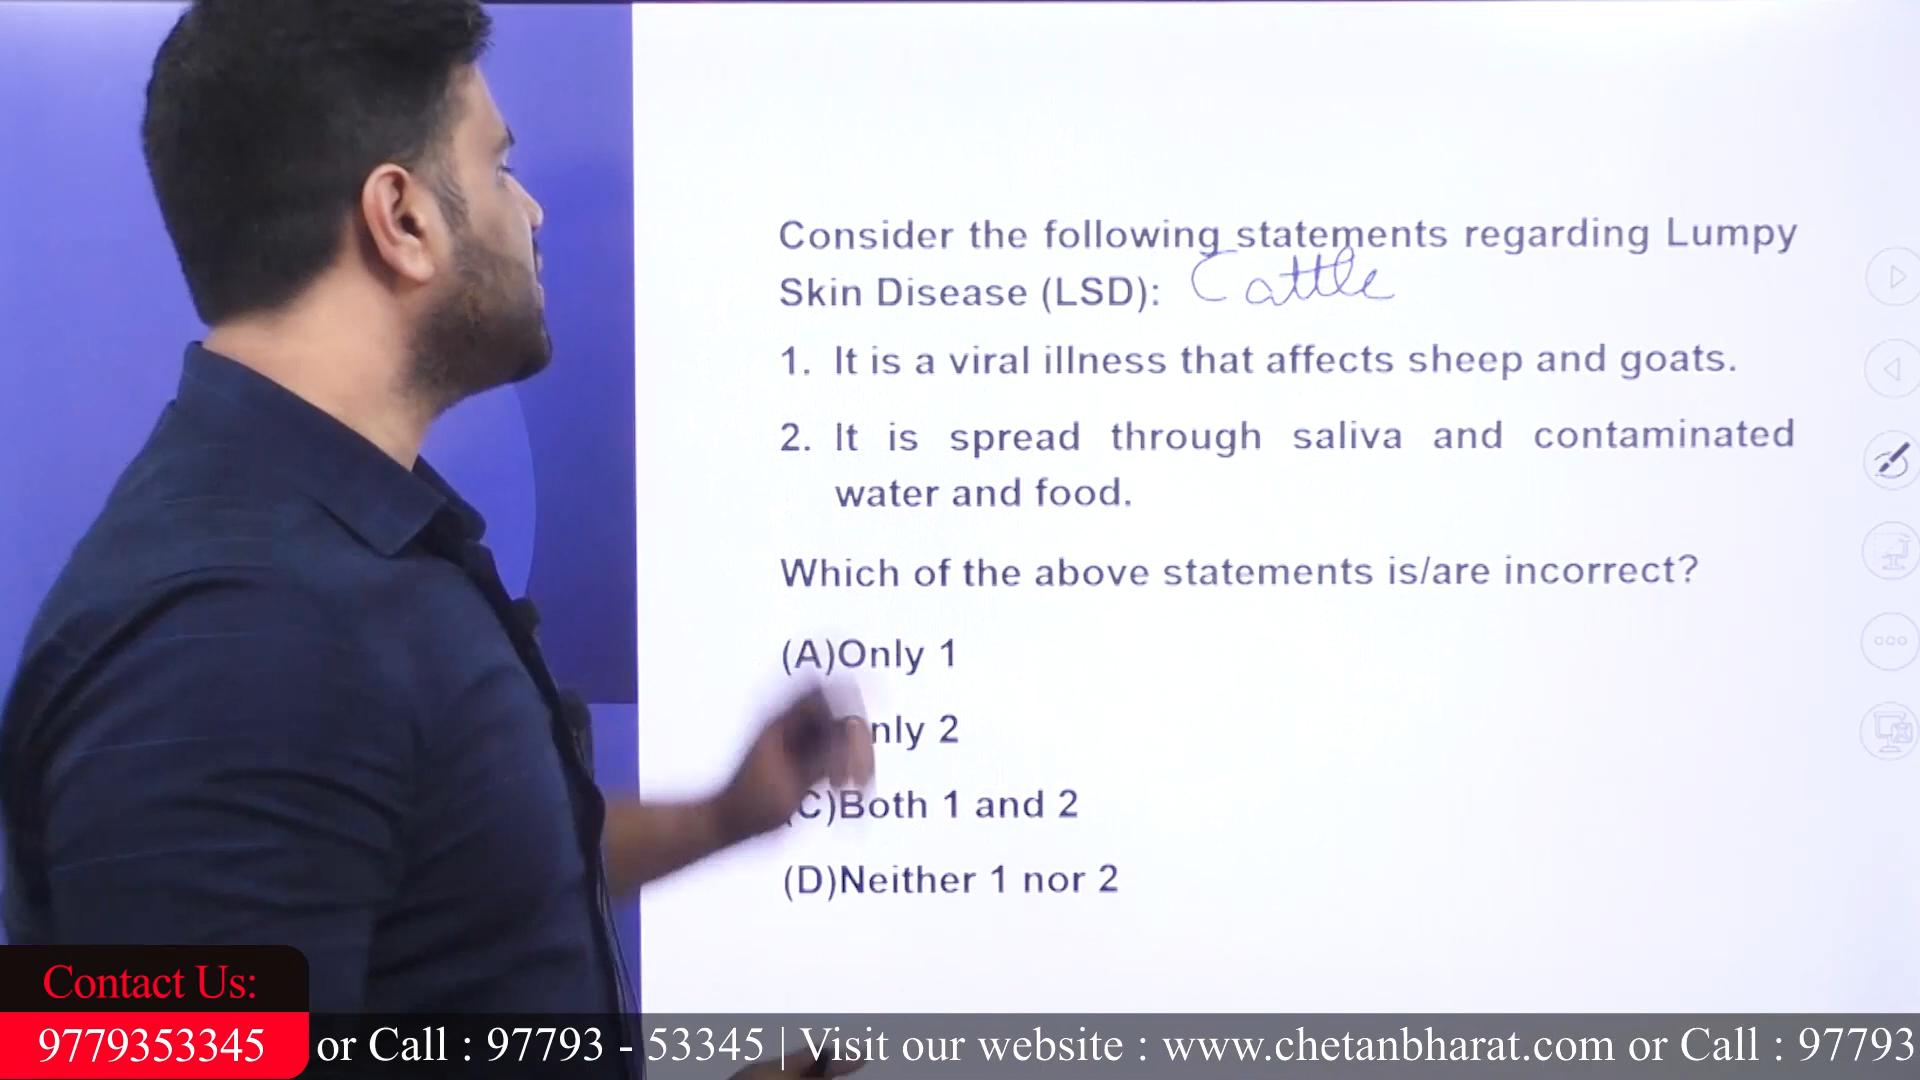 Consider the following statements regarding Lumpy
Skin Disease (LSD): Cattle
1. It is a viral illness that affects sheep and goats.
2. It is spread through saliva and contaminated
water and food.
Which of the above statements is/are incorrect?
(A)Only 1
nly 2
C)Both 1 and 2
(D)Neither 1 nor 2
Contact Us:
9779353345
or Call : 97793 - 53345 | Visit our website : www.chetanbharat.com or Call : 97793